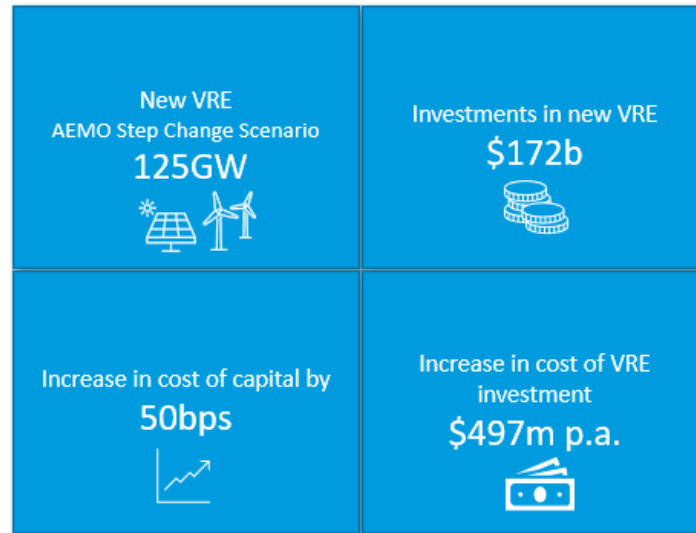 New VRE
AEMO Step Change Scenario
125GW
Investments in new VRE
$172b
Increase in cost of capital by
50bps
Increase in cost of VRE
investment
$497m p.a.